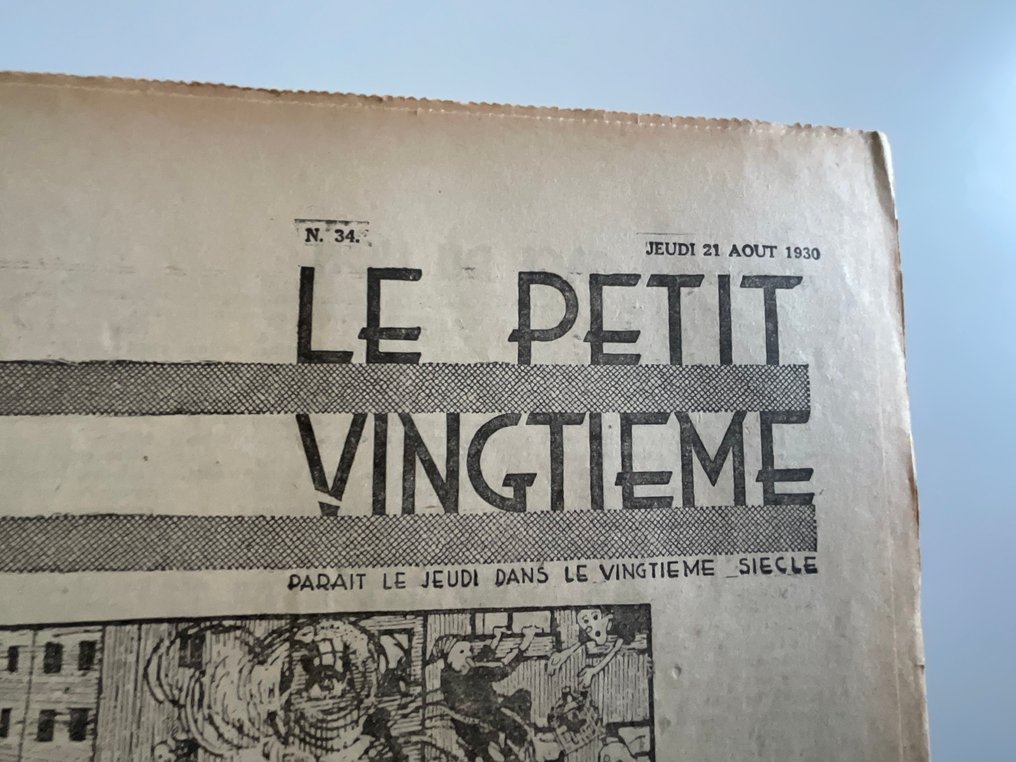 N. 34.
JEUDI 21 AOUT 1930
LE PETIT
VINGTIEME
PARAIT LE JEUDI DANS LE VINGTIEME SIECLE